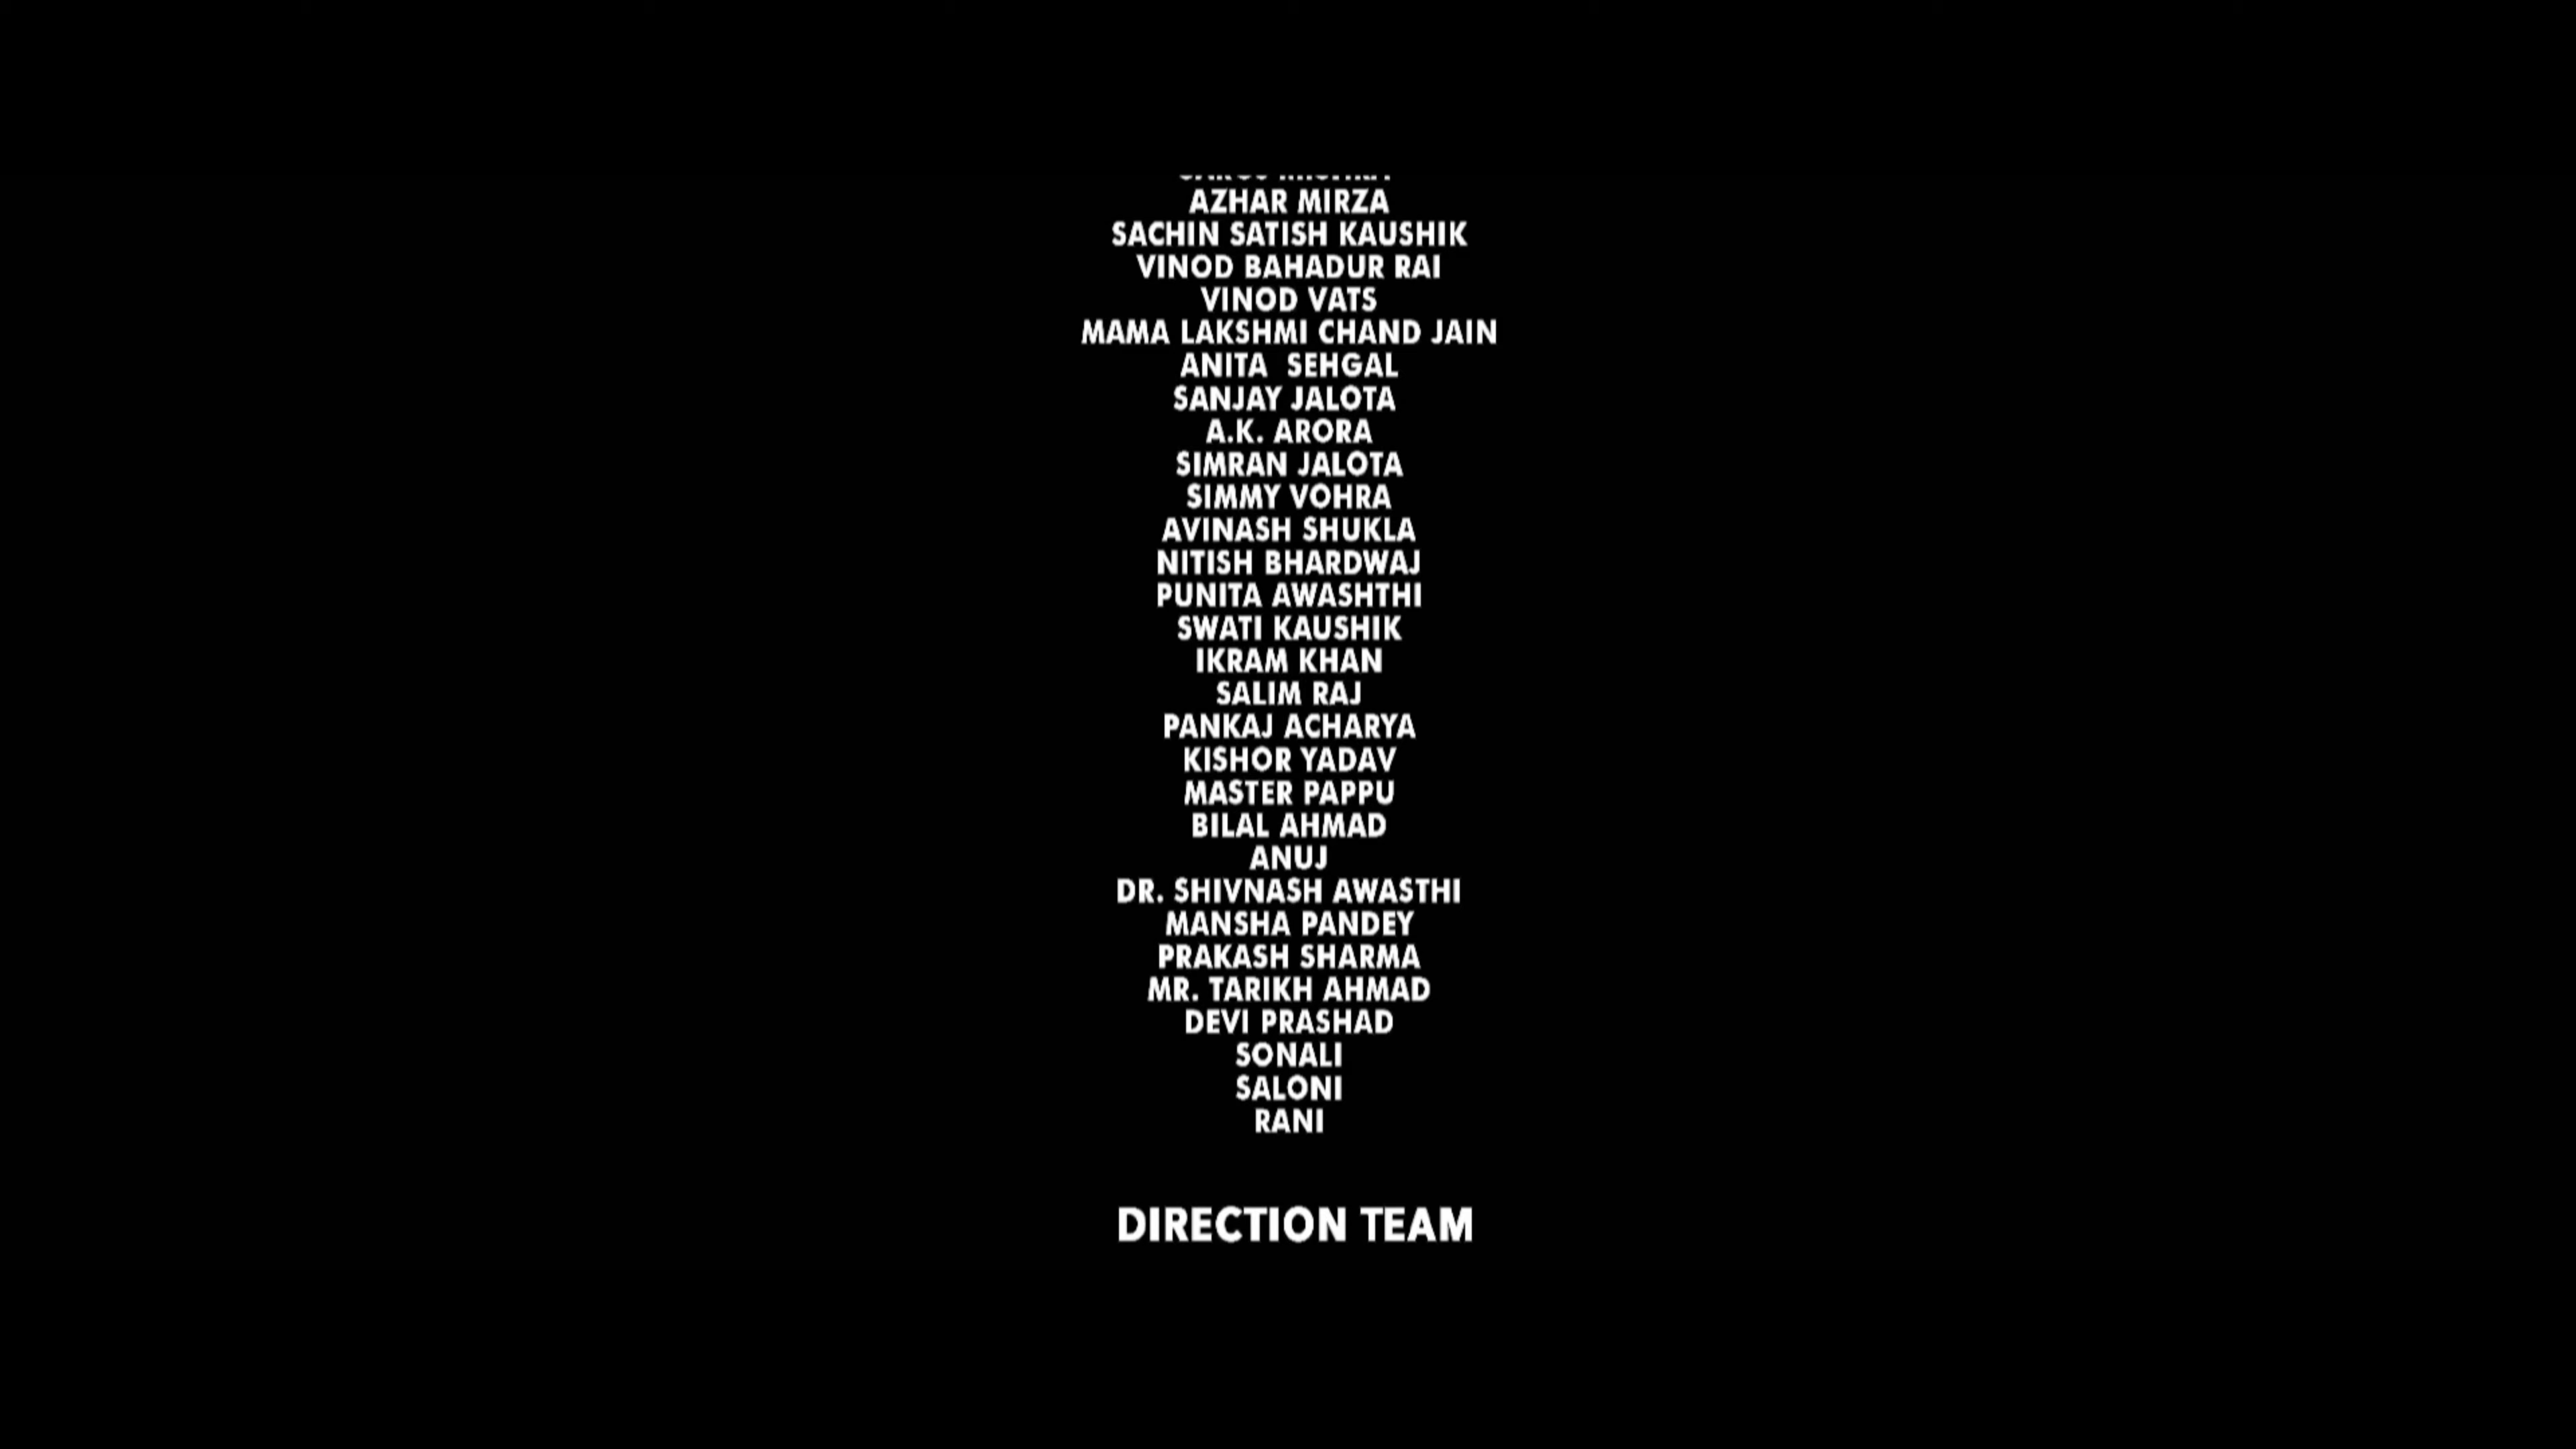 AZHAR MIRZA
SACHIN SATISH KAUSHIK
VINOD BAHADUR RAI
VINOD VATS
MAMA LAKSHMI CHAND JAIN
ANITA  SEHGAL
SANJAY JALOTA
A.K. ARORA
SIMRAN JALOTA
SIMMY VOHRA
AVINASH SHUKLA
NITISH BHARDWAJ
PUNITA AWASHTHI
SWATI KAUSHIK
IKRAM KHAN
SALIM RAJ
PANKAJ ACHARYA
KISHOR YADAV
MASTER PAPPU
BILAL AHMAD
ANUJ
DR. SHIVNASH AWASTHI
MANSHA PANDEY
PRAKASH SHARMA
MR. TARIKH AHMAD
DEVI PRASHAD
SONALI
SALONI
RANI
DIRECTION TEAM